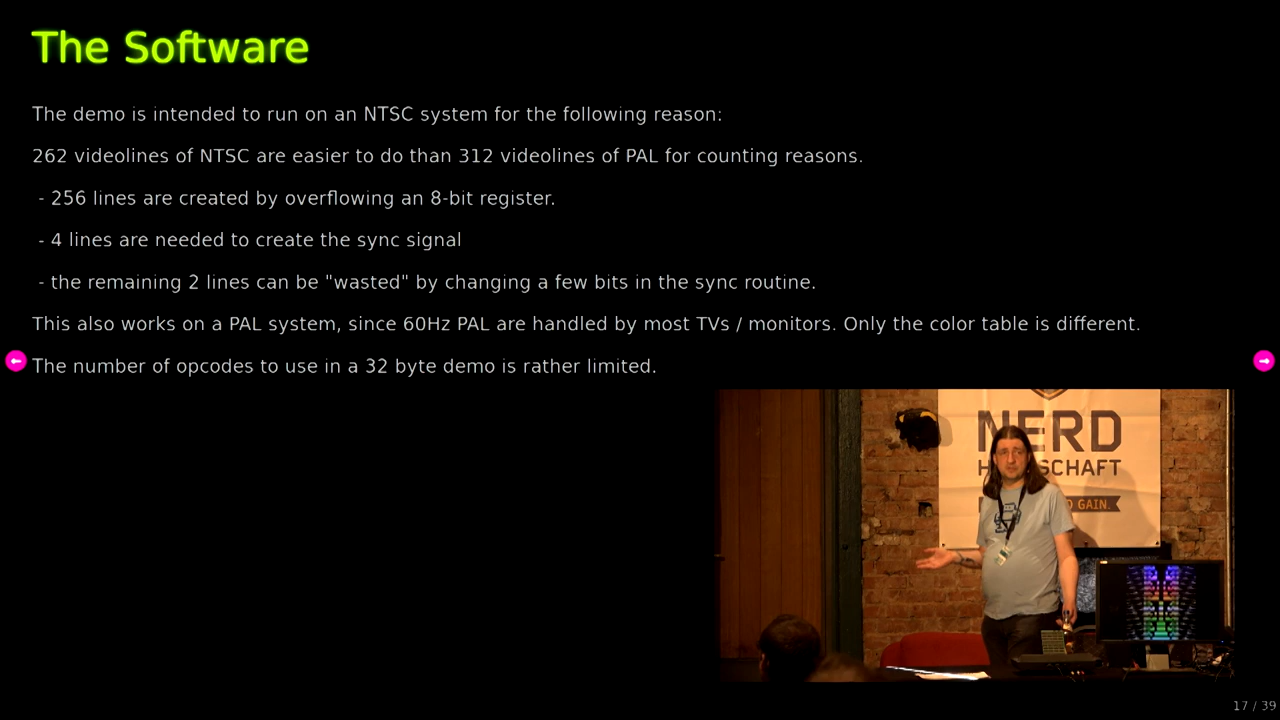 The Software
The demo is intended to run on an NTSC system for the following reason:
262 videolines of NTSC are easier to do than 312 videolines of PAL for counting reasons.
- 256 lines are created by overflowing an 8-bit register.
- 4 lines are needed to create the sync signal
- the remaining 2 lines can be "wasted" by changing a few bits in the sync routine.
This also works on a PAL system, since 60Hz PAL are handled by most TVs / monitors. Only the color table is different.
The number of opcodes to use in a 32 byte demo is rather limited.
NERD
GAIN.
17 / 39